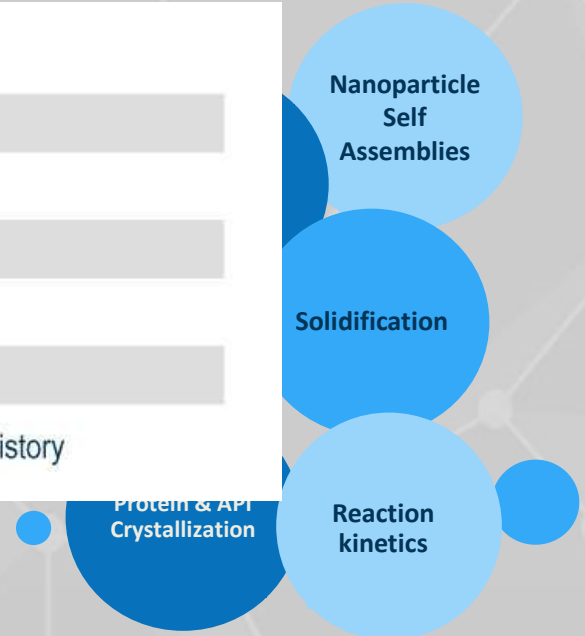 Nanoparticle
Self
Assemblies
Solidification
istory
Protein & API
Crystallization
Reaction
kinetics